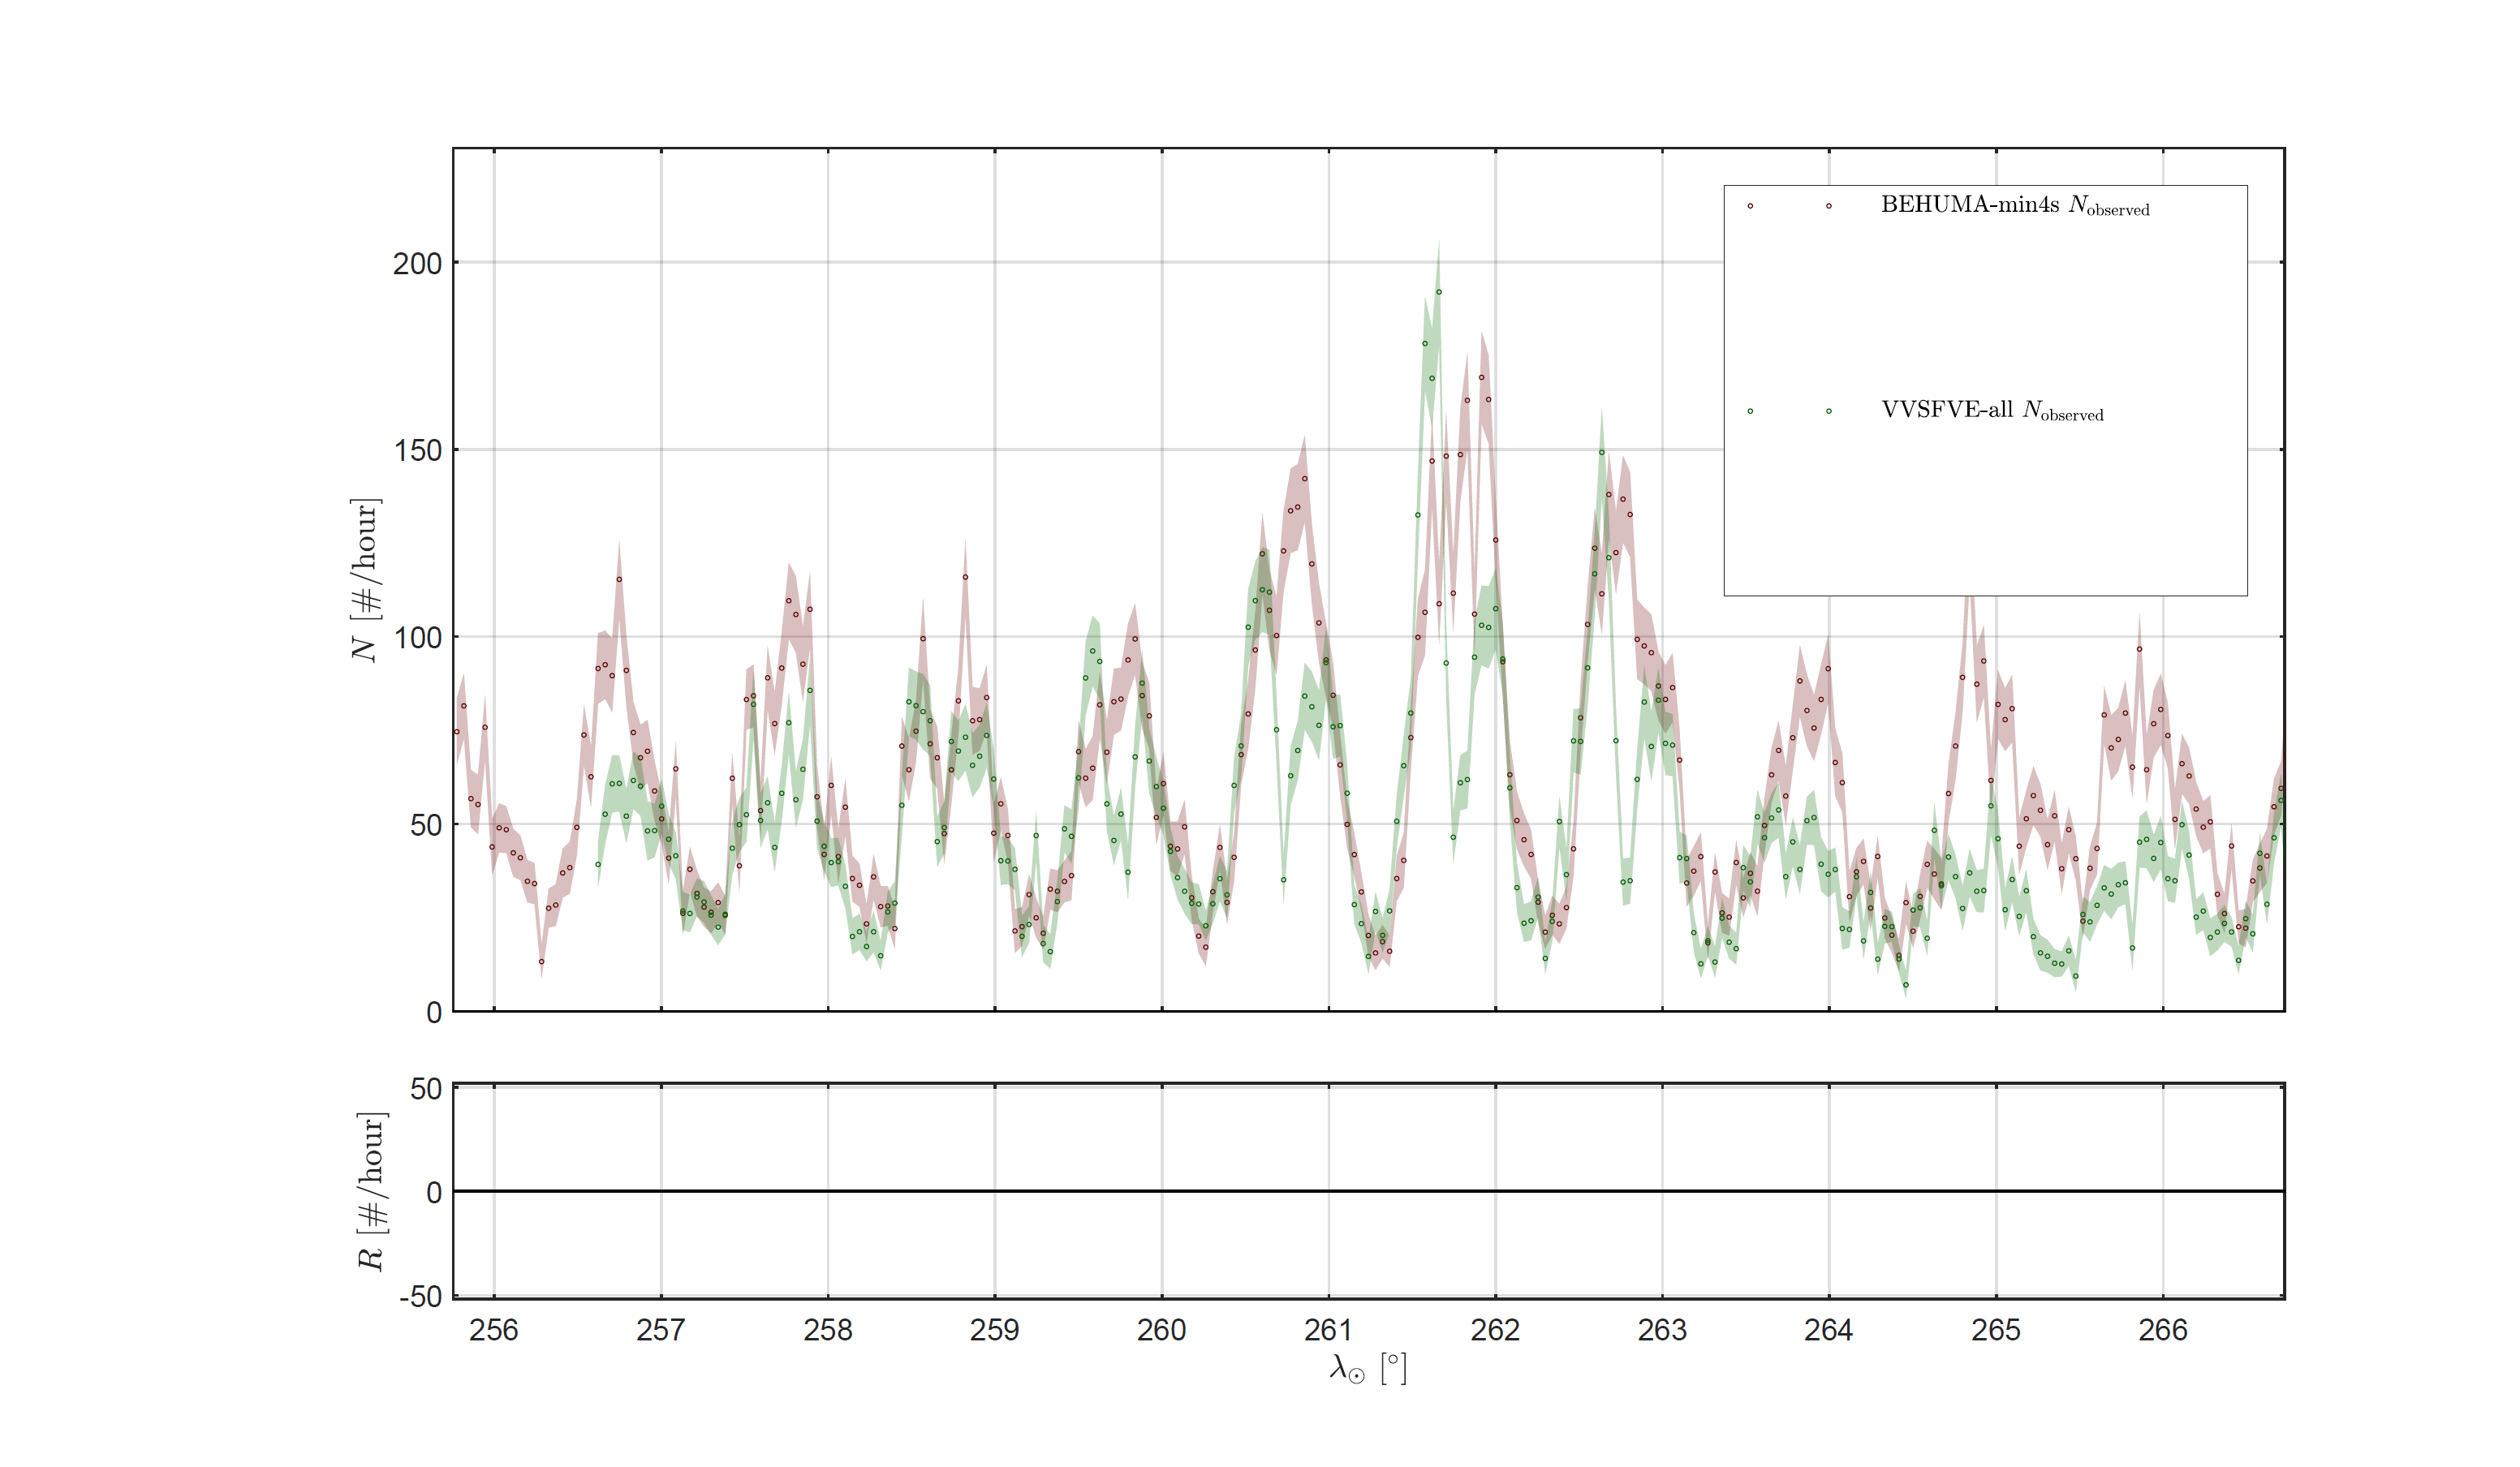 BEHUMA-min4s N_observed
VVSFVE-all N_observed
200
150
100
50
0
N [#/hour]
50
0
-50
R [#/hour]
256 257 258 259 260 261 262 263 264 265 266
λ☉ [°]